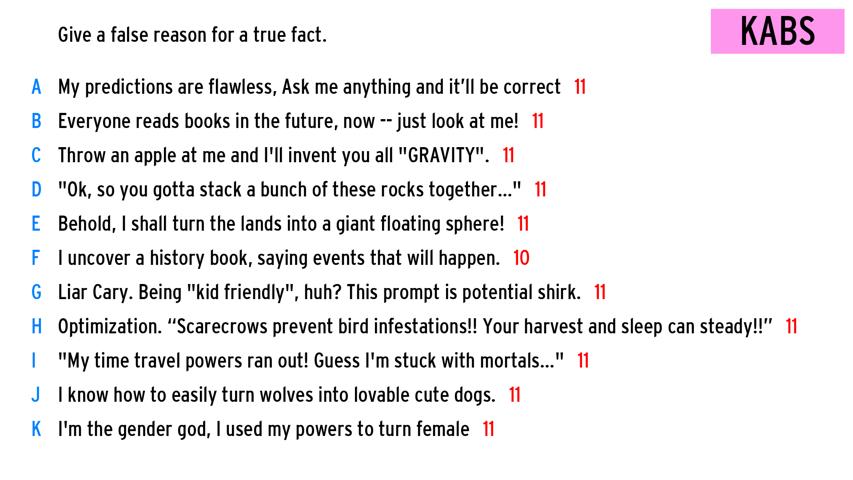 Give a false reason for a true fact.
KABS
A My predictions are flawless, Ask me anything and it'll be correct 11
B Everyone reads books in the future, now -- just look at me! 11
C Throw an apple at me and I'll invent you all "GRAVITY". 11
D "Ok, so you gotta stack a bunch of these rocks together..." 11
E Behold, I shall turn the lands into a giant floating sphere! 11
F I uncover a history book, saying events that will happen. 10
G Liar Cary. Being "kid friendly", huh? This prompt is potential shirk. 11
H Optimization. “Scarecrows prevent bird infestations!! Your harvest and sleep can steady!!” 11
I "My time travel powers ran out! Guess I'm stuck with mortals..." 11
J I know how to easily turn wolves into lovable cute dogs. 11
K I'm the gender god, I used my powers to turn female 11